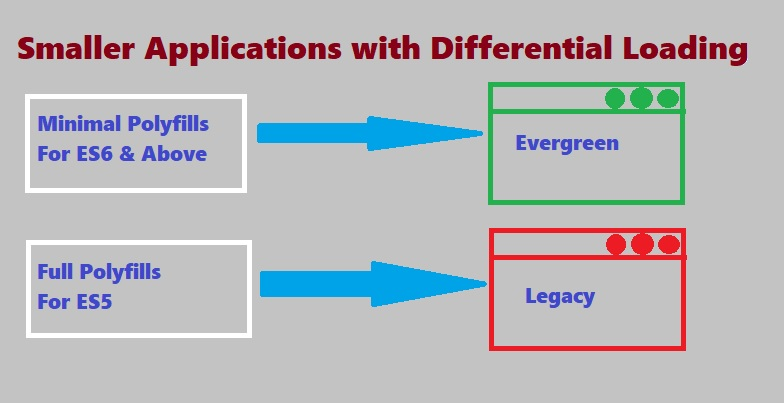 Smaller Applications with Differential Loading
Minimal Polyfills
For ES6 & Above
Evergreen
Full Polyfills
For ES5
Legacy